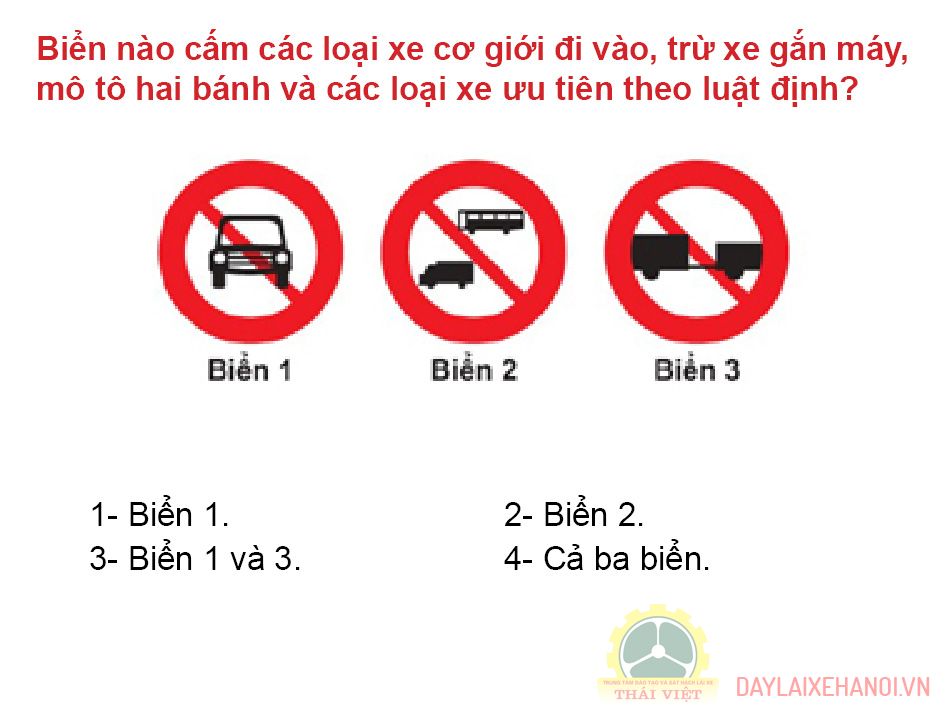 Biển nào cấm các loại xe cơ giới đi vào, trừ xe gắn máy,
mô tô hai bánh và các loại xe ưu tiên theo luật định?
Biển 1 Biển 2 Biển 3
1- Biển 1. 2- Biển 2.
3- Biển 1 và 3. 4- Cả ba biển.
TRUNG TÂM ĐÀO TẠO VÀ SÁT HẠCH LÁI XE
THÁI VIỆT
DAYLAIXEHANOI.VN